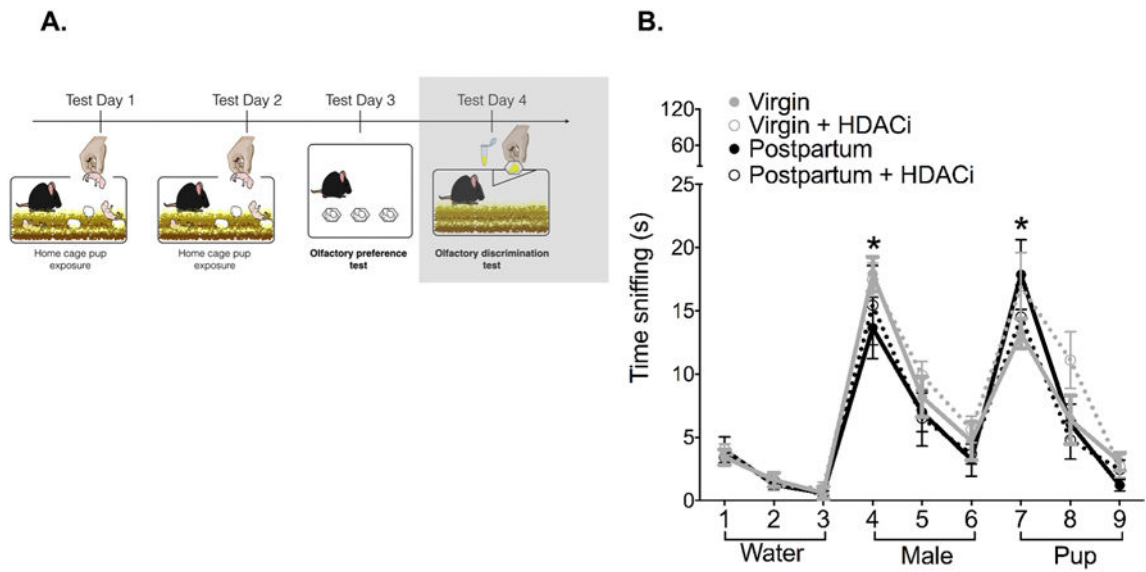 A.
Test Day 1
Test Day 2
Test Day 3
Test Day 4
Home cage pup
exposure
Home cage pup
exposure
Olfactory preference
test
Olfactory discrimination
test
B.
Virgin
Virgin + HDACi
Postpartum
Postpartum + HDACi
Time sniffing (s)
120
60
25
20
15
10
5
0
* *
1 2 3 4 5 6 7 8 9
Water Male Pup